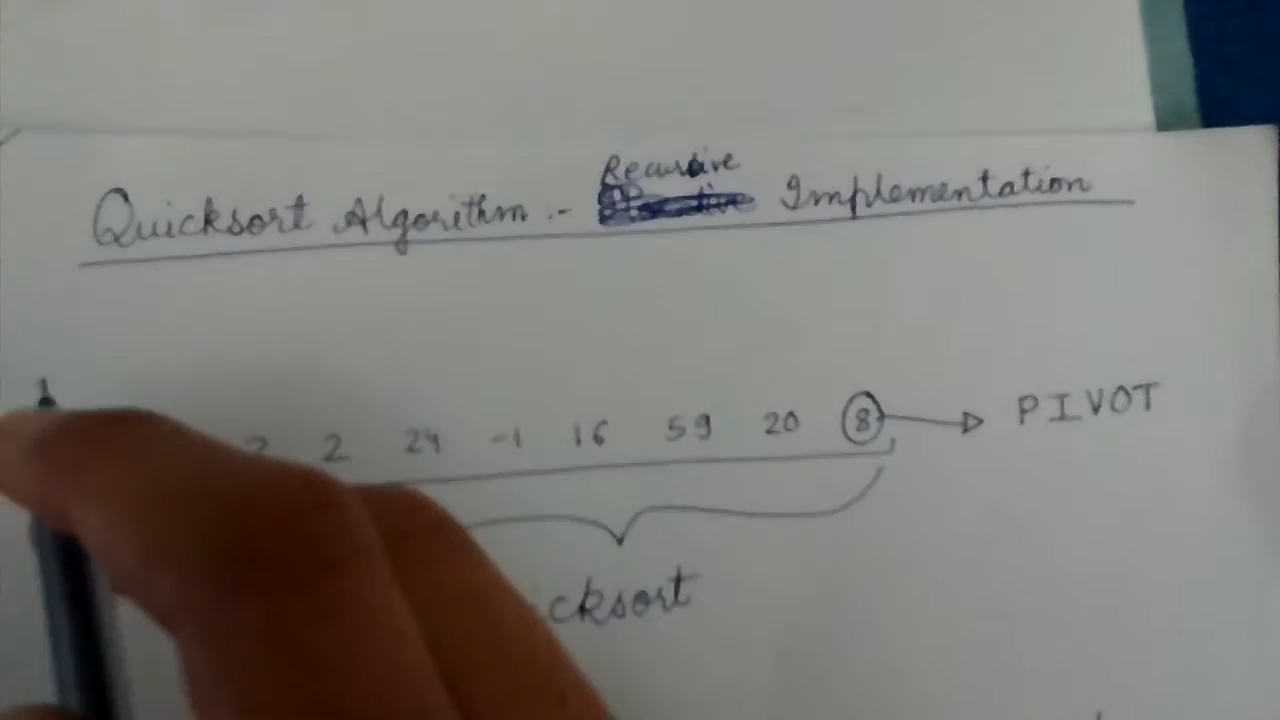 Quicksort Algorithm :- Recursive Implementation
2 24 -1 16 59 20 8 PIVOT
cksort